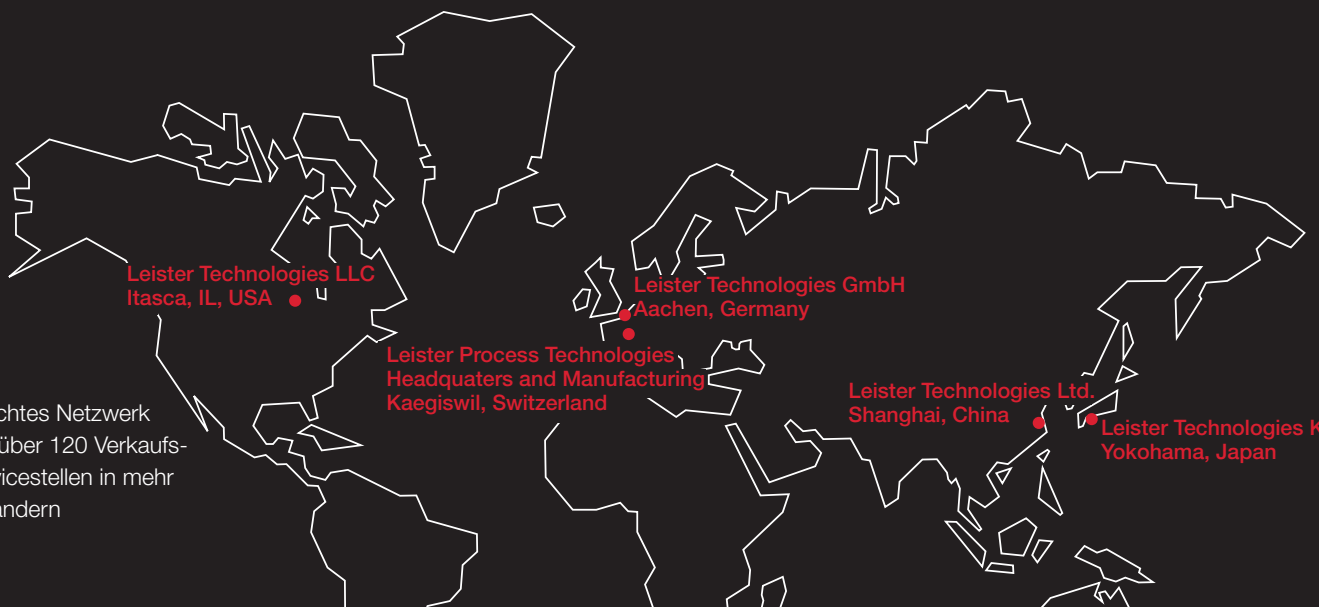 Leister Technologies LLC
Itasca, IL, USA
Leister Technologies GmbH
Aachen, Germany
Leister Process Technologies
Headquaters and Manufacturing
Kaegiswil, Switzerland
Leister Technologies Ltd.
Shanghai, China
Leister Technologies K
Yokohama, Japan
chtes Netzwerk
über 120 Verkaufs-
vicestellen in mehr
ändern